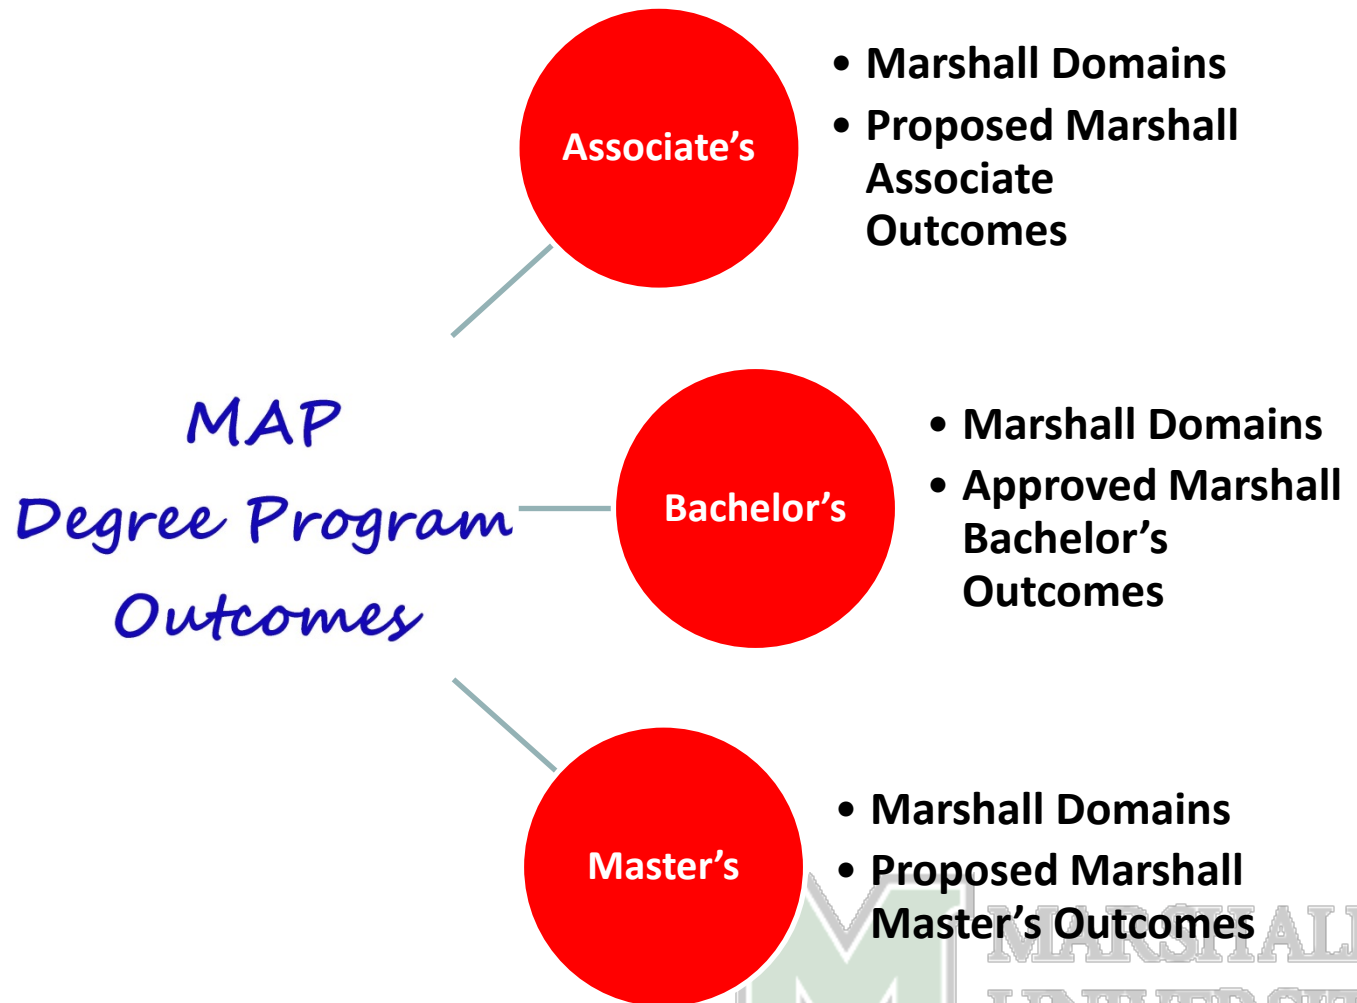 Associate's
• Marshall Domains
• Proposed Marshall
Associate
Outcomes
MAP
Degree Program
Outcomes
Bachelor's
• Marshall Domains
• Approved Marshall
Bachelor's
Outcomes
Master's
• Marshall Domains
• Proposed Marshall
Master's Outcomes
M
MARSHALL